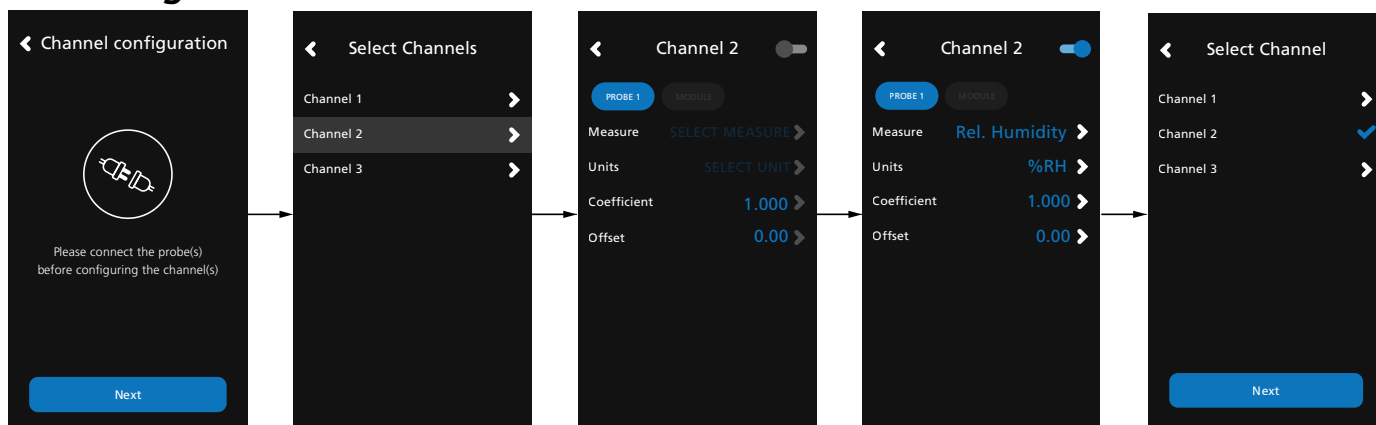 Channel configuration
Please connect the probe(s)
before configuring the channel(s)
Next
Select Channels
Channel 1
Channel 2
Channel 3
Channel 2
PROBE 1 MODULE
Measure SELECT MEASURE
Units SELECT UNIT
Coefficient 1.000
Offset 0.00
Channel 2
PROBE 1 MODULE
Measure Rel. Humidity
Units %RH
Coefficient 1.000
Offset 0.00
Select Channel
Channel 1
Channel 2
Channel 3
Next